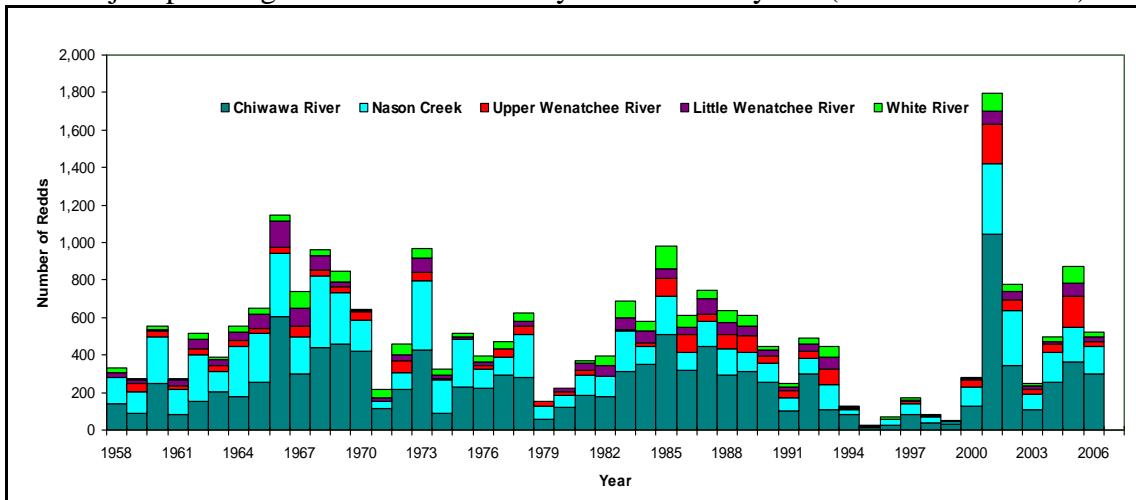 2,000
1,800
1,600
Chiwawa River Nason Creek Upper Wenatchee River Little Wenatchee River White River
1,400
1,200
1,000
800
600
400
200
0
Number of Redds
1958 1961 1964 1967 1970 1973 1976 1979 1982 1985 1988 1991 1994 1997 2000 2003 2006
Year